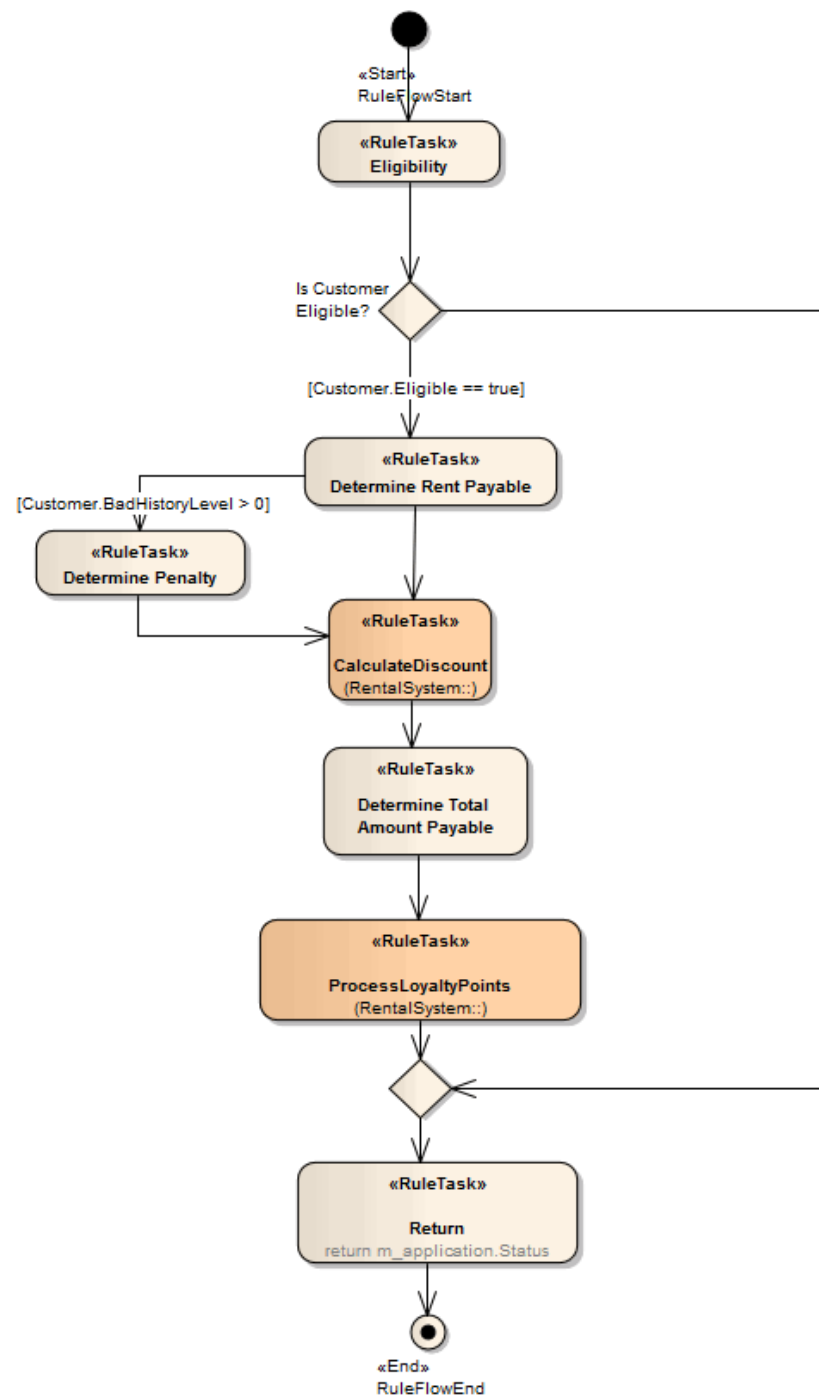 «Start»
RuleFlowStart
«RuleTask»
Eligibility
Is Customer
Eligible?
[Customer.Eligible == true]
«RuleTask»
Determine Rent Payable
[Customer.BadHistoryLevel > 0]
«RuleTask»
Determine Penalty
«RuleTask»
CalculateDiscount
(RentalSystem::)
«RuleTask»
Determine Total
Amount Payable
«RuleTask»
ProcessLoyaltyPoints
(RentalSystem::)
«RuleTask»
Return
return m_application.Status
«End»
RuleFlowEnd